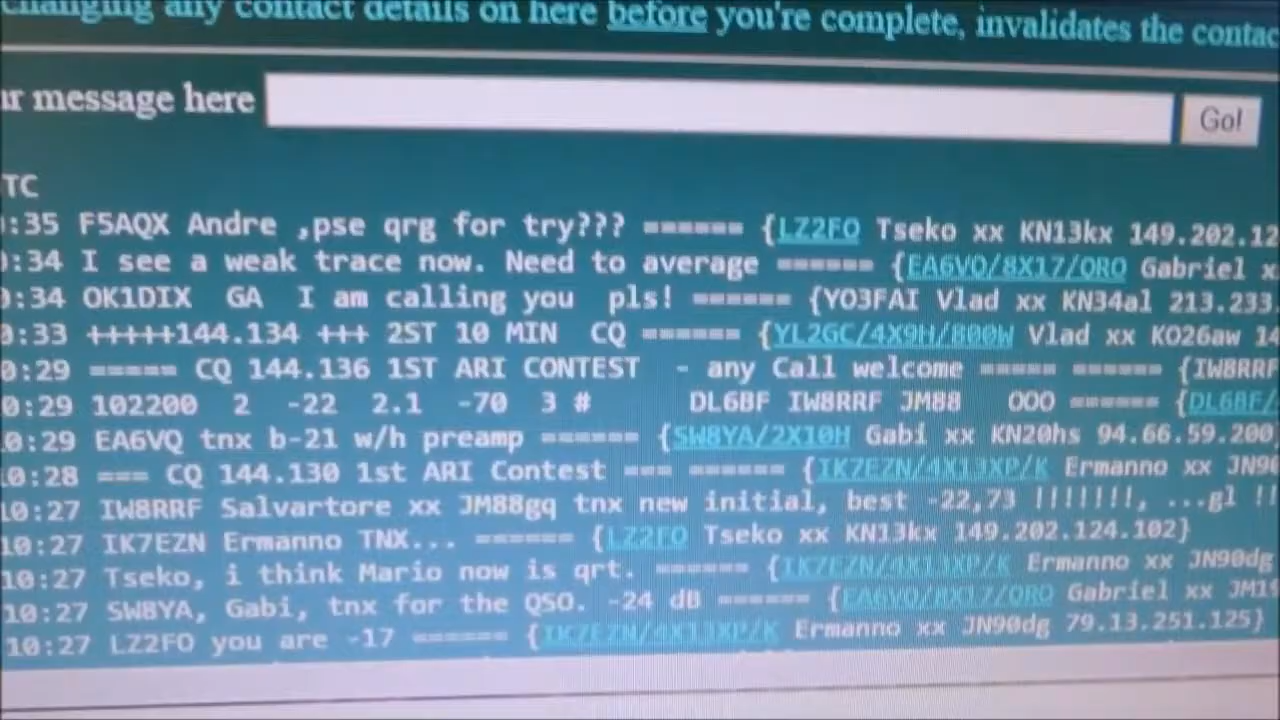 changing any contact details on here before you're complete, invalidates the contac
ur message here Go!
TC
0:35 F5AQX Andre ,pse qrg for try??? ====== {LZ2FO Tseko xx KN13kx 149.202.12
0:34 I see a weak trace now. Need to average ====== {EA6VQ/8X17/QRO Gabriel x
0:34 OK1DIX GA I am calling you pls! ====== {YO3FAI Vlad xx KN34al 213.233
0:33 +++++144.134 +++ 2ST 10 MIN CQ ====== {YL2GC/4X9H/800W Vlad xx KO26aw 14
0:29 ===== CQ 144.136 1ST ARI CONTEST - any Call welcome ===== ====== {IW8RRF
0:29 102200 2 -22 2.1 -70 3 # DL6BF IW8RRF JM88 OOO ====== {DL6BF/
10:29 EA6VQ tnx b-21 w/h preamp ====== {SW8YA/2X10H Gabi xx KN20hs 94.66.59.200
10:28 === CQ 144.130 1st ARI Contest === ====== {IK7EZN/4X13XP/K Ermanno xx JN90
10:27 IW8RRF Salvartore xx JM88gq tnx new initial, best -22,73 !!!!!!!, ...gl !!
10:27 IK7EZN Ermanno TNX... ====== {LZ2FO Tseko xx KN13kx 149.202.124.102}
10:27 Tseko, i think Mario now is qrt. ====== {IK7EZN/4X13XP/K Ermanno xx JN90dg
10:27 SW8YA, Gabi, tnx for the QSO. -24 dB ====== {EA6VQ/8X17/QRO Gabriel xx JM19
10:27 LZ2FO you are -17 ====== {IK7EZN/4X13XP/K Ermanno xx JN90dg 79.13.251.125}